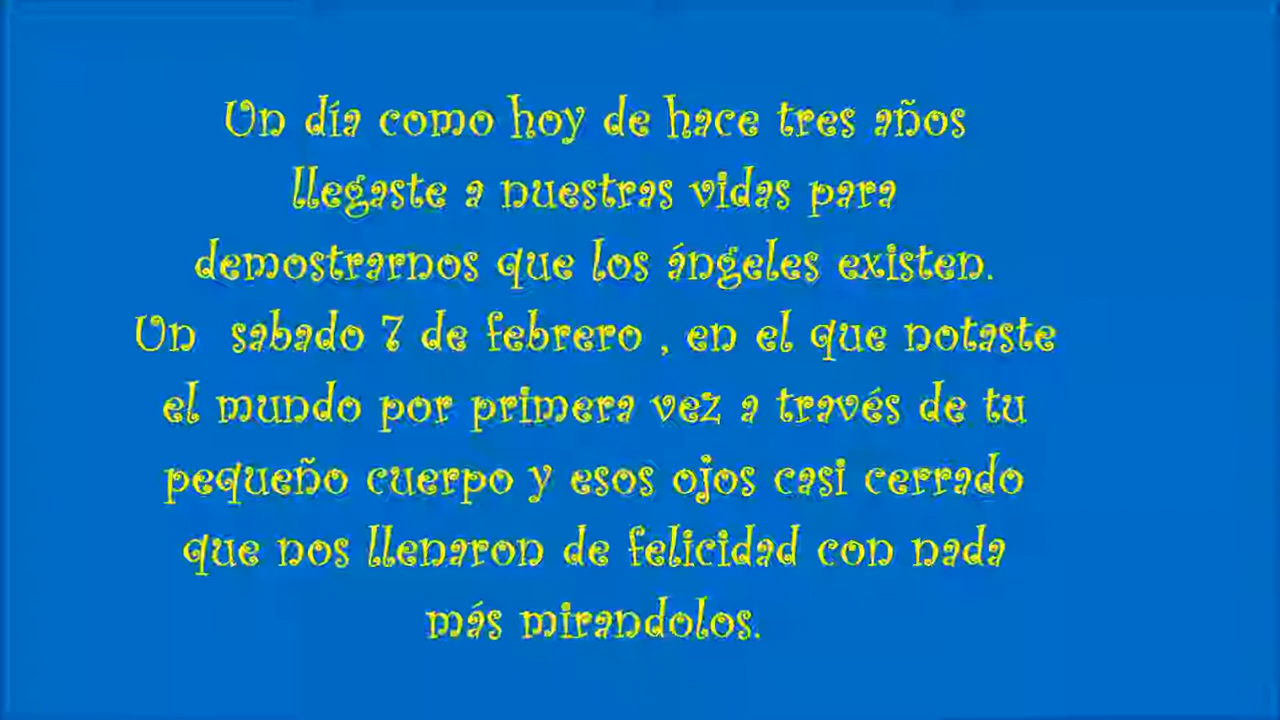 Un día como hoy de hace tres años
llegaste a nuestras vidas para
demostrarnos que los ángeles existen.
Un sabado 7 de febrero , en el que notaste
el mundo por primera vez a través de tu
pequeño cuerpo y esos ojos casi cerrado
que nos llenaron de felicidad con nada
más mirandolos.